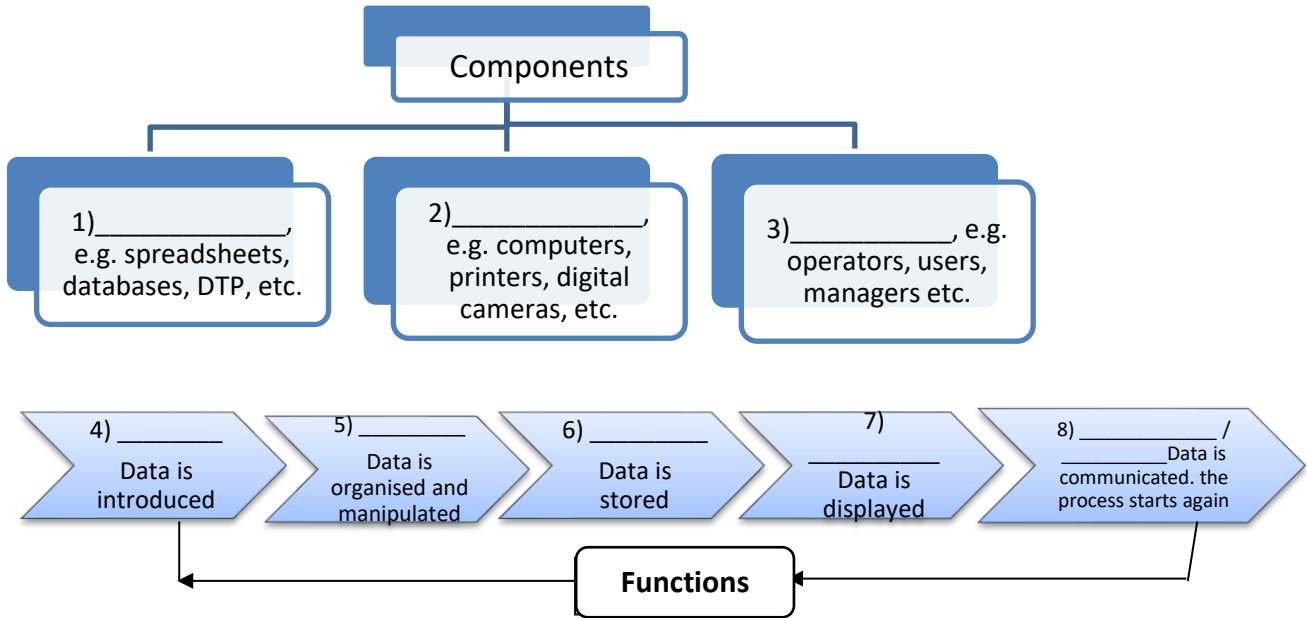 Components
1)______________,
e.g. spreadsheets,
databases, DTP, etc.
2)______________,
e.g. computers,
printers, digital
cameras, etc.
3)____________, e.g.
operators, users,
managers etc.
4) ________
Data is
introduced
5) _________
Data is
organised and
manipulated
6) _________
Data is
stored
7)
__________
Data is
displayed
8) _____________ /
__________Data is
communicated. the
process starts again
Functions